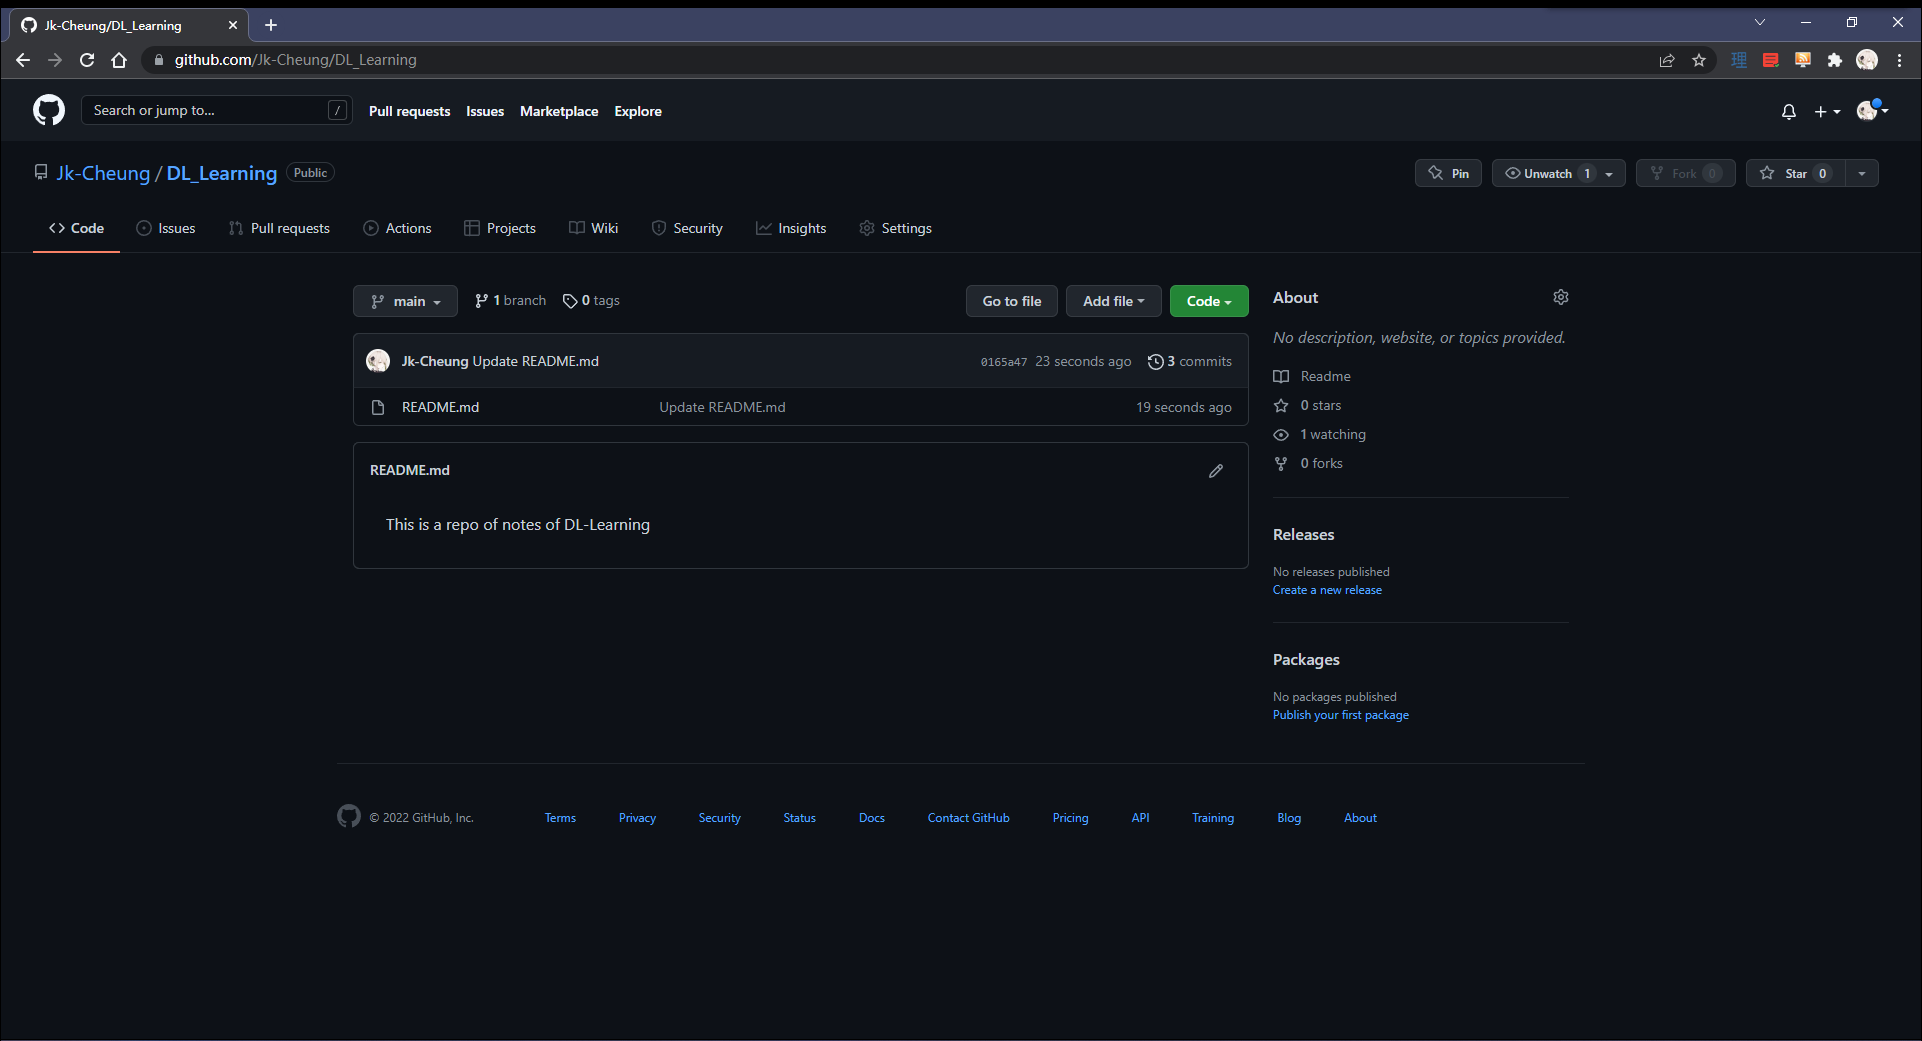 Jk-Cheung/DL_Learning
github.com/Jk-Cheung/DL_Learning
理
Search or jump to... /
Pull requests Issues Marketplace Explore
Jk-Cheung / DL_Learning Public
Pin Unwatch 1 Fork 0 Star 0
Code Issues Pull requests Actions Projects Wiki Security Insights Settings
main 1 branch 0 tags Go to file Add file Code
Jk-Cheung Update README.md 0165a47 23 seconds ago 3 commits
README.md Update README.md 19 seconds ago
README.md
This is a repo of notes of DL-Learning
About
No description, website, or topics provided.
Readme
0 stars
1 watching
0 forks
Releases
No releases published
Create a new release
Packages
No packages published
Publish your first package
© 2022 GitHub, Inc. Terms Privacy Security Status Docs Contact GitHub Pricing API Training Blog About